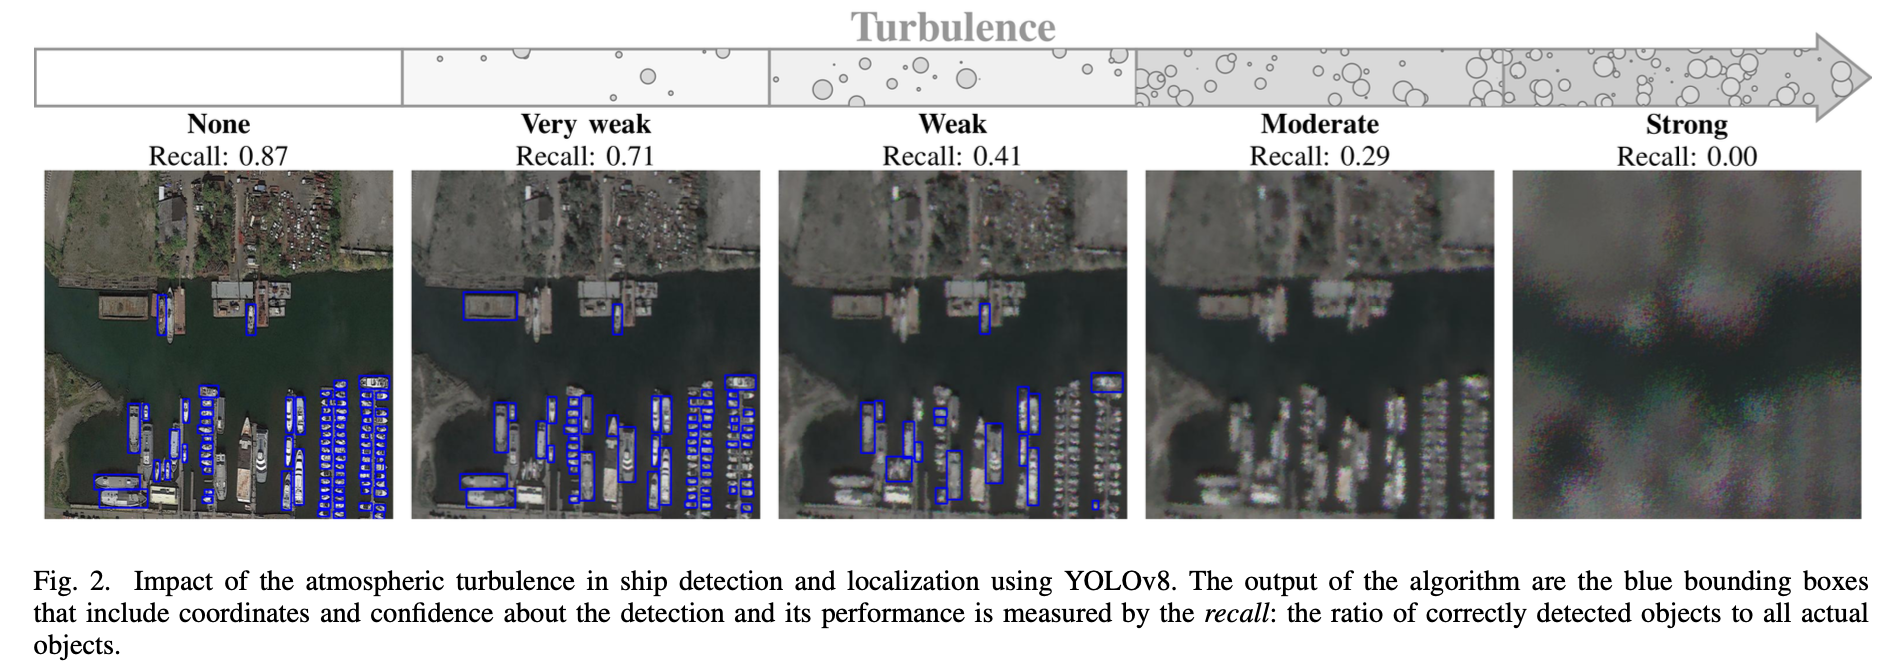 Turbulence
None
Recall: 0.87
Very weak
Recall: 0.71
Weak
Recall: 0.41
Moderate
Recall: 0.29
Strong
Recall: 0.00
Fig. 2. Impact of the atmospheric turbulence in ship detection and localization using YOLOv8. The output of the algorithm are the blue bounding boxes
that include coordinates and confidence about the detection and its performance is measured by the recall: the ratio of correctly detected objects to all actual
objects.